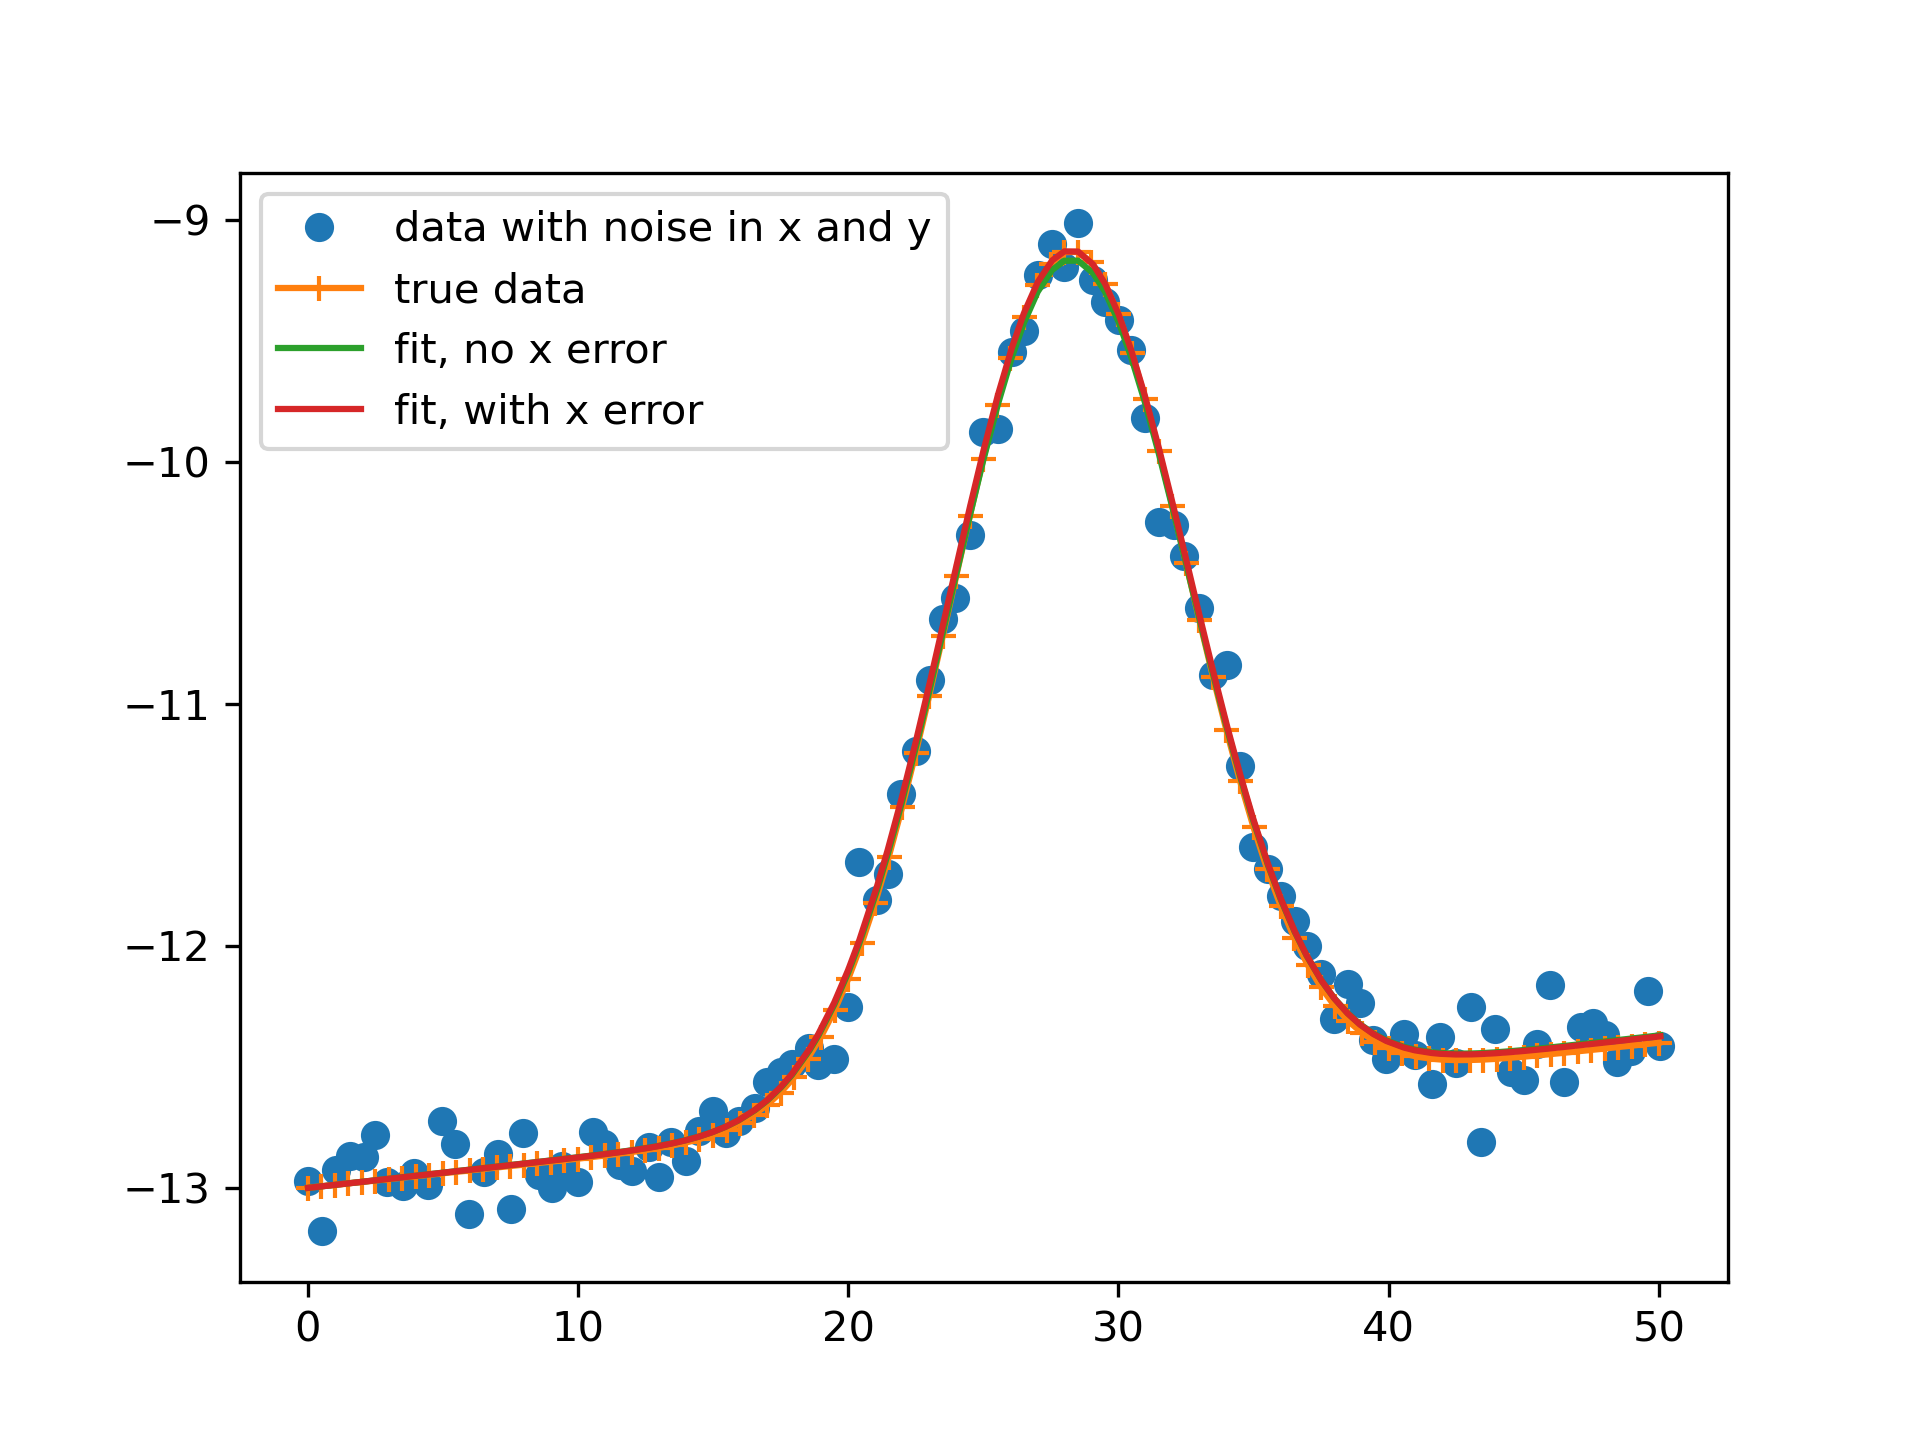 data with noise in x and y
true data
fit, no x error
fit, with x error
−9
−10
−11
−12
−13
0 10 20 30 40 50